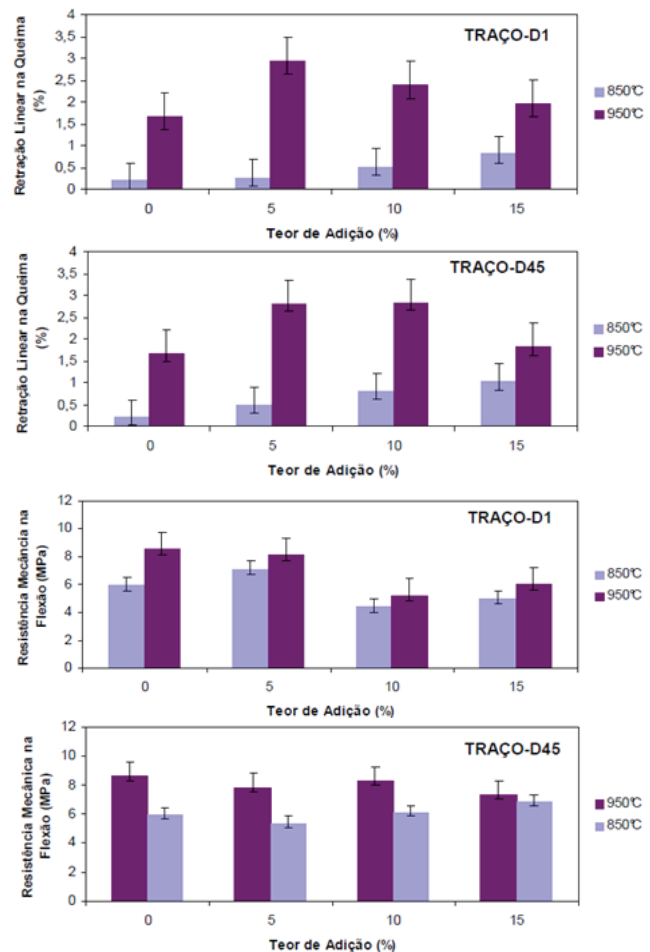 TRAÇO-D1
Retração Linear na Queima
(%)
4
3,5
3
2,5
2
1,5
1
0,5
0
850°C
950°C
0 5 10 15
Teor de Adição (%)
TRAÇO-D45
Retração Linear na Queima
(%)
4
3,5
3
2,5
2
1,5
1
0,5
0
850°C
950°C
0 5 10 15
Teor de Adição (%)
TRAÇO-D1
Resistência Mecância na
Flexão (MPa)
12
10
8
6
4
2
0
850°C
950°C
0 5 10 15
Teor de Adição (%)
TRAÇO-D45
Resistência Mecânica na
Flexão (MPa)
12
10
8
6
4
2
0
950°C
850°C
0 5 10 15
Teor de Adição (%)